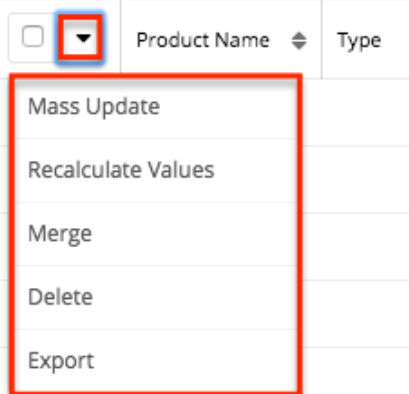 Product Name Type
Mass Update
Recalculate Values
Merge
Delete
Export